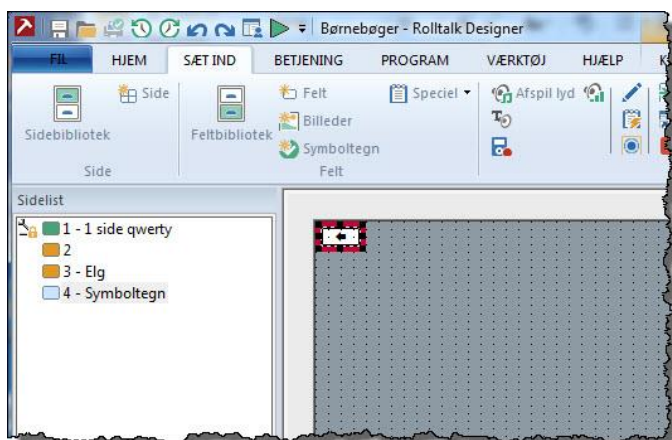 Børnebøger - Rolltalk Designer
FIL HJEM SÆT IND BETJENING PROGRAM VÆRKTØJ HJÆLP K
Side Felt Speciel Afspil lyd
Billeder
Sidebibliotek Feltbibliotek Symboltegn
Side Felt
Sidelist
1 - 1 side qwerty
2
3 - Elg
4 - Symboltegn